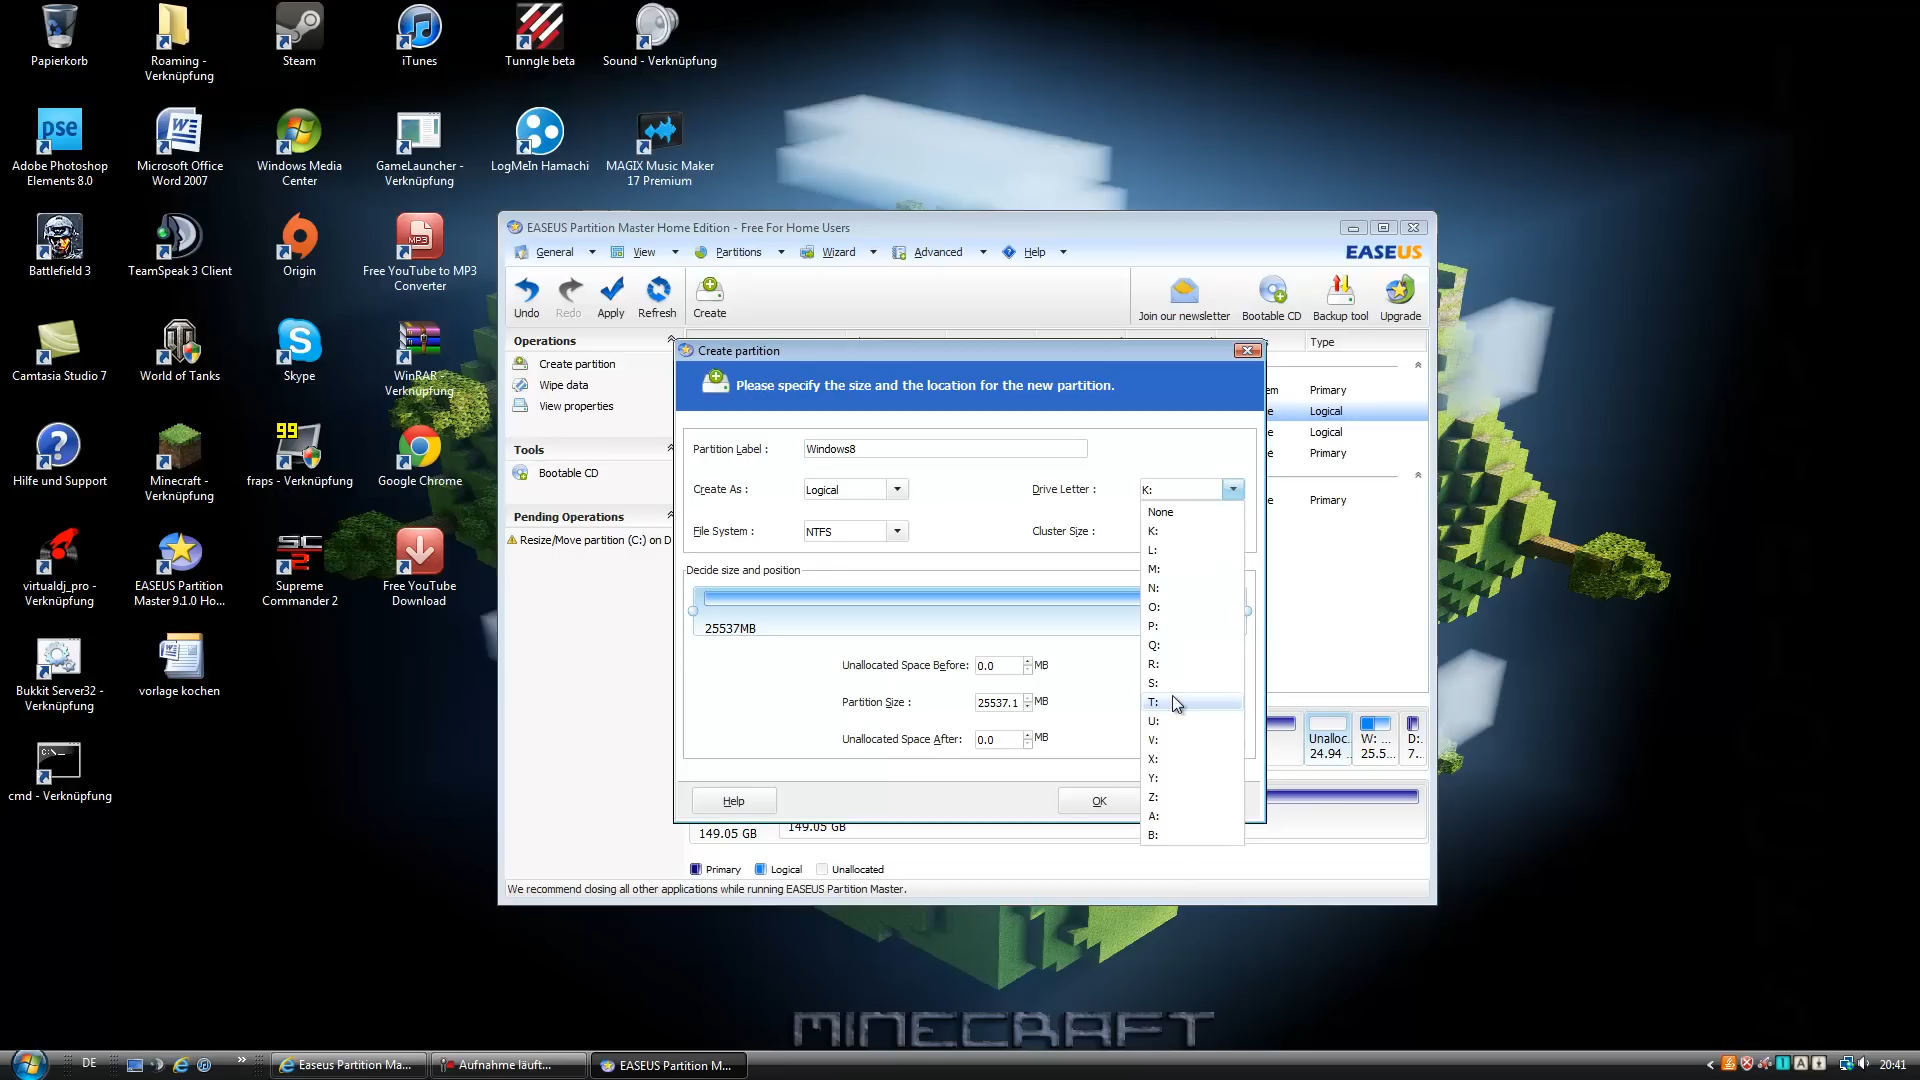 Papierkorb
Roaming -
Verknüpfung
Steam
iTunes
Tunngle beta
Sound - Verknüpfung
pse
Adobe Photoshop
Elements 8.0
Microsoft Office
Word 2007
Windows Media
Center
GameLauncher -
Verknüpfung
LogMeIn Hamachi
MAGIX Music Maker
17 Premium
Battlefield 3
TeamSpeak 3 Client
Origin
MP3
Free YouTube to MP3
Converter
Camtasia Studio 7
World of Tanks
Skype
WinRAR -
Verknüpfung
Hilfe und Support
Minecraft -
Verknüpfung
99
fraps - Verknüpfung
Google Chrome
virtualdj_pro -
Verknüpfung
EASEUS Partition
Master 9.1.0 Ho...
SC
2
Supreme
Commander 2
Free YouTube
Download
Bukkit Server32 -
Verknüpfung
vorlage kochen
cmd - Verknüpfung
EASEUS Partition Master Home Edition - Free For Home Users
General
View
Partitions
Wizard
Advanced
Help
EASEUS
Undo
Redo
Apply
Refresh
Create
Join our newsletter
Bootable CD
Backup tool
Upgrade
Operations
Create partition
Wipe data
View properties
Tools
Bootable CD
Pending Operations
Resize/Move partition (C:) on D
Type
Primary
Logical
Logical
Primary
Primary
Create partition
Please specify the size and the location for the new partition.
Partition Label :
Windows8
Create As :
Logical
Drive Letter :
K:
File System :
NTFS
Cluster Size :
None
K:
L:
M:
N:
O:
P:
Q:
R:
S:
T:
U:
V:
X:
Y:
Z:
A:
B:
Decide size and position
25537MB
Unallocated Space Before:
0.0
MB
Partition Size :
25537.1
MB
Unallocated Space After:
0.0
MB
Help
OK
Unalloc.
24.94
W: ...
25.5...
D:
7..
149.05 GB
149.05 GB
Primary
Logical
Unallocated
We recommend closing all other applications while running EASEUS Partition Master.
MINECRAFT
DE
Easeus Partition Ma...
Aufnahme läuft...
EASEUS Partition M...
20:41